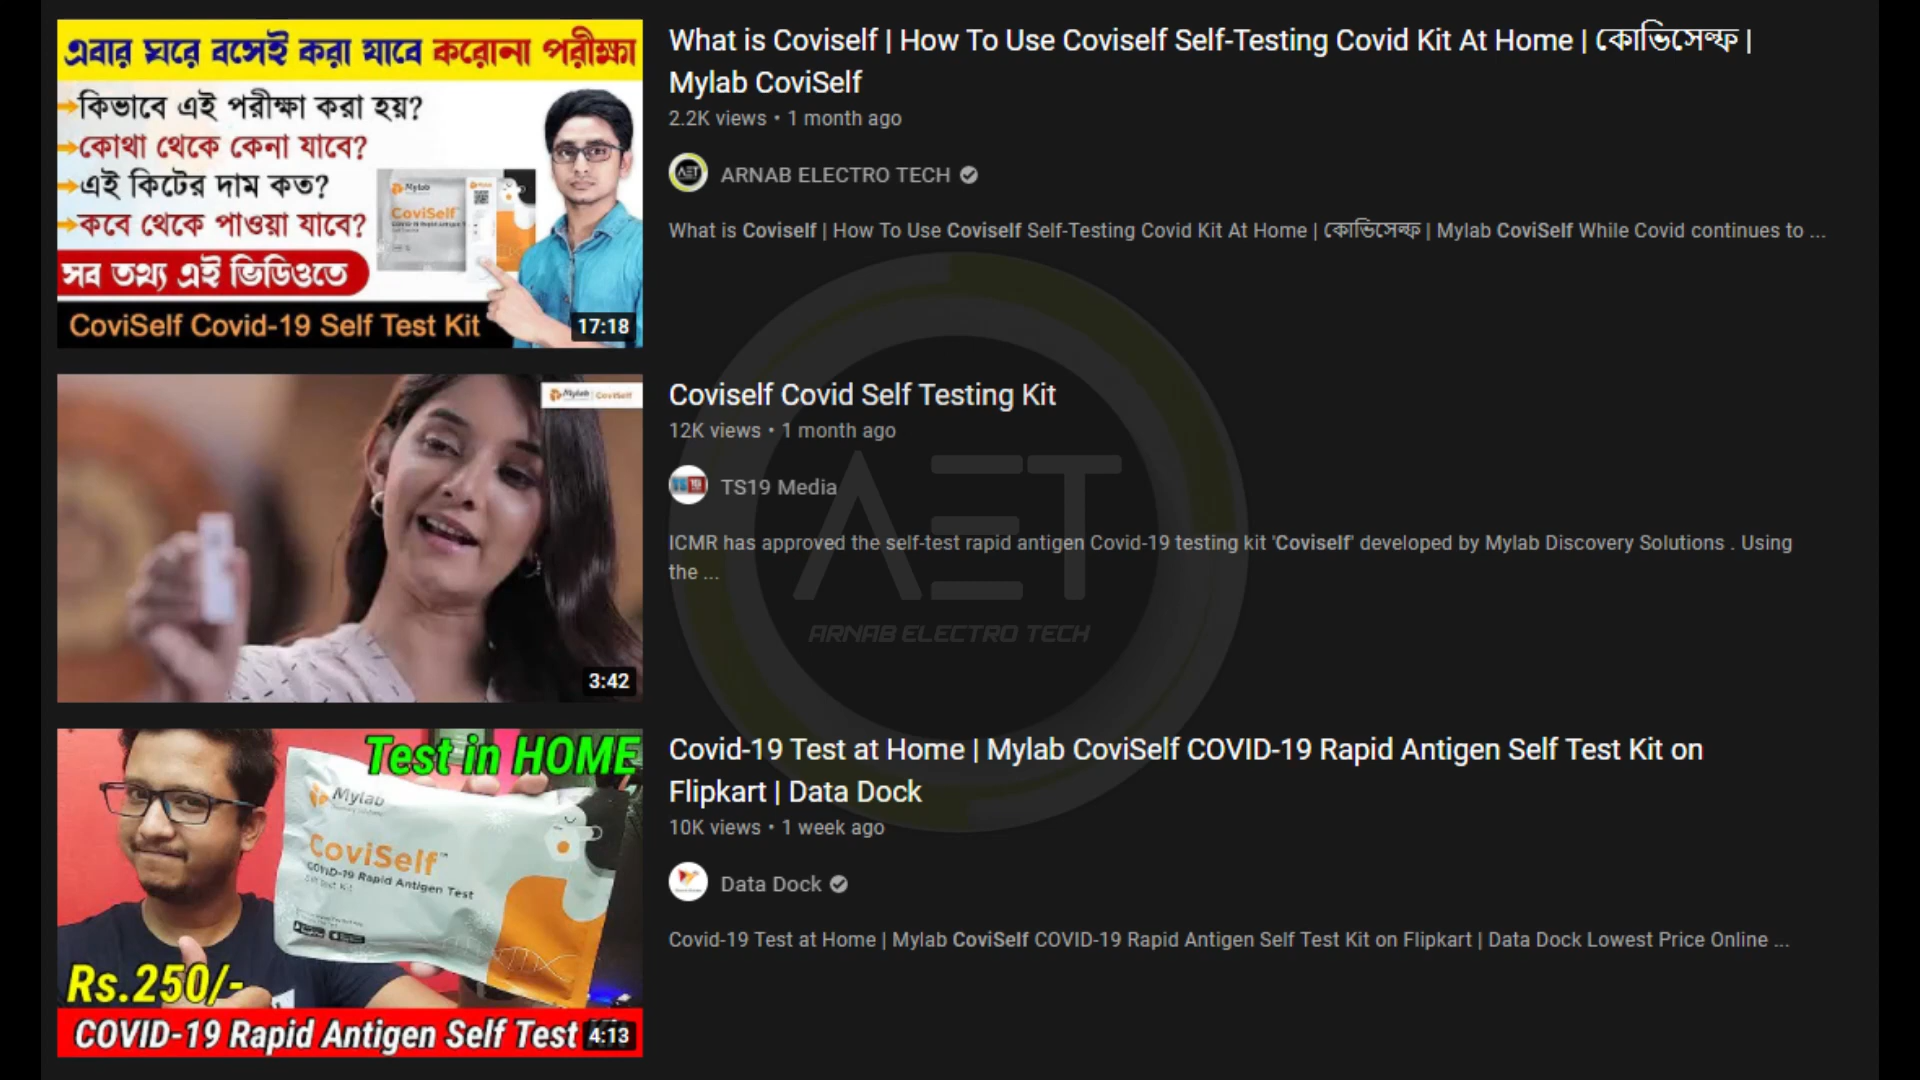 এবার ঘরে বসেই করা যাবে করোনা পরীক্ষা
কিভাবে এই পরীক্ষা করা হয়?
কোথা থেকে কেনা যাবে?
এই কিটের দাম কত?
কবে থেকে পাওয়া যাবে?
সব তথ্য এই ভিডিওতে
CoviSelf Covid-19 Self Test Kit
Mylab
CoviSelf
17:18
What is Coviself | How To Use Coviself Self-Testing Covid Kit At Home | কোভিসেল্ফ |
Mylab CoviSelf
2.2K views • 1 month ago
AET
ARNAB ELECTRO TECH
What is Coviself | How To Use Coviself Self-Testing Covid Kit At Home | কোভিসেল্ফ | Mylab CoviSelf While Covid continues to ...
Mylab CoviSelf
3:42
Coviself Covid Self Testing Kit
12K views • 1 month ago
TS19 Media
ICMR has approved the self-test rapid antigen Covid-19 testing kit 'Coviself' developed by Mylab Discovery Solutions . Using
the ...
AET
ARNAB ELECTRO TECH
Test in HOME
Mylab
CoviSelf™
COVID-19 Rapid Antigen Test
Self Test Kit
Rs.250/-
COVID-19 Rapid Antigen Self Test
4:13
Covid-19 Test at Home | Mylab CoviSelf COVID-19 Rapid Antigen Self Test Kit on
Flipkart | Data Dock
10K views • 1 week ago
Data Dock
Covid-19 Test at Home | Mylab CoviSelf COVID-19 Rapid Antigen Self Test Kit on Flipkart | Data Dock Lowest Price Online ...